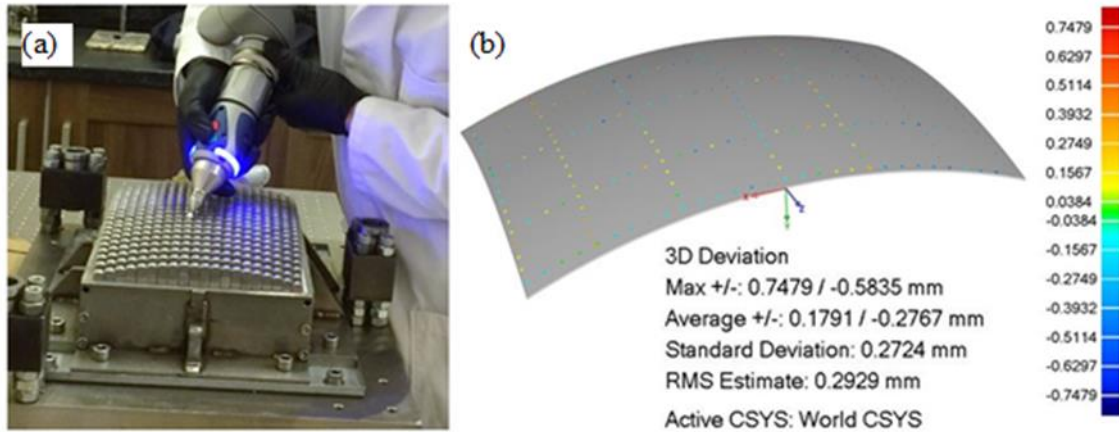 (a)
(b)
3D Deviation
Max +/-: 0.7479 / -0.5835 mm
Average +/-: 0.1791 / -0.2767 mm
Standard Deviation: 0.2724 mm
RMS Estimate: 0.2929 mm
Active CSYS: World CSYS
0.7479
0.6297
0.5114
0.3932
0.2749
0.1567
0.0384
-0.0384
-0.1567
-0.2749
-0.3932
-0.5114
-0.6297
-0.7479